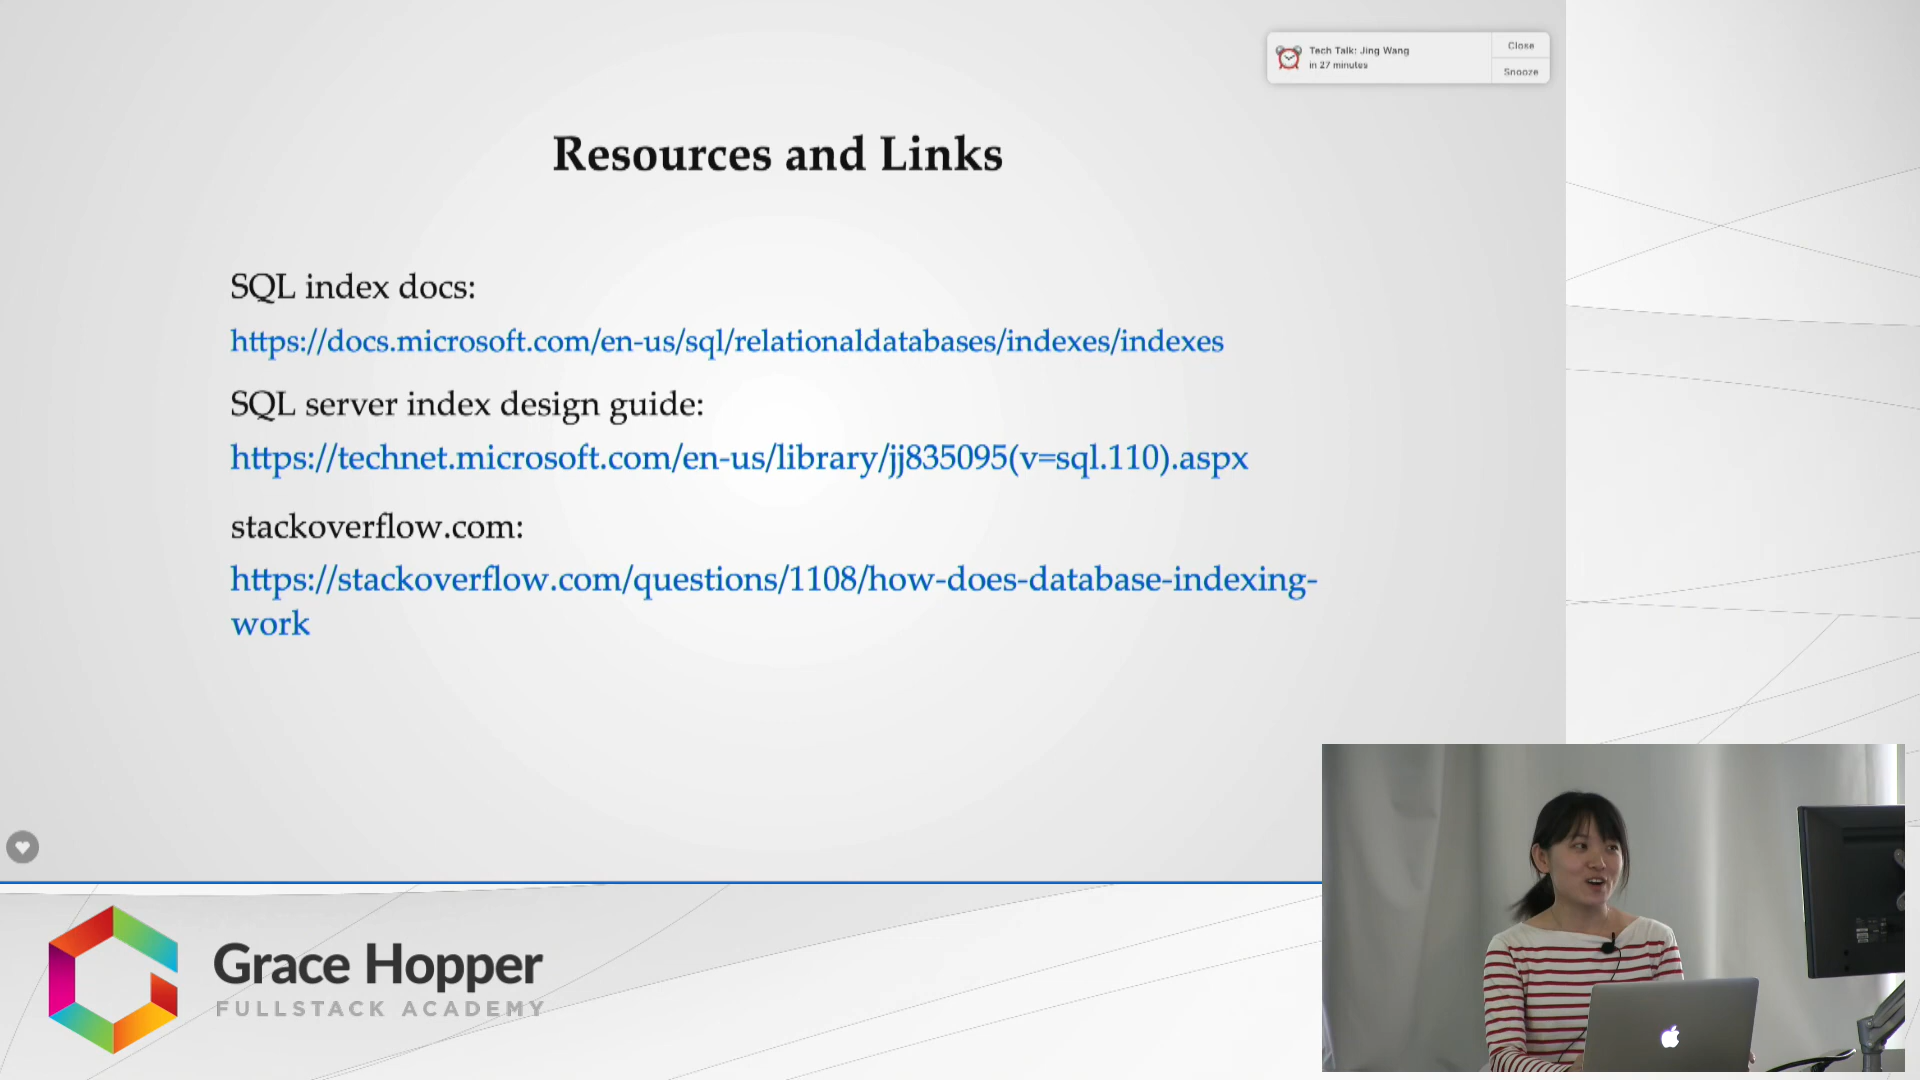 Tech Talk: Jing Wang
in 27 minutes
Close
Snooze
Resources and Links
SQL index docs:
https://docs.microsoft.com/en-us/sql/relationaldatabases/indexes/indexes
SQL server index design guide:
https://technet.microsoft.com/en-us/library/jj835095(v=sql.110).aspx
stackoverflow.com:
https://stackoverflow.com/questions/1108/how-does-database-indexing-
work
Grace Hopper
FULLSTACK ACADEMY